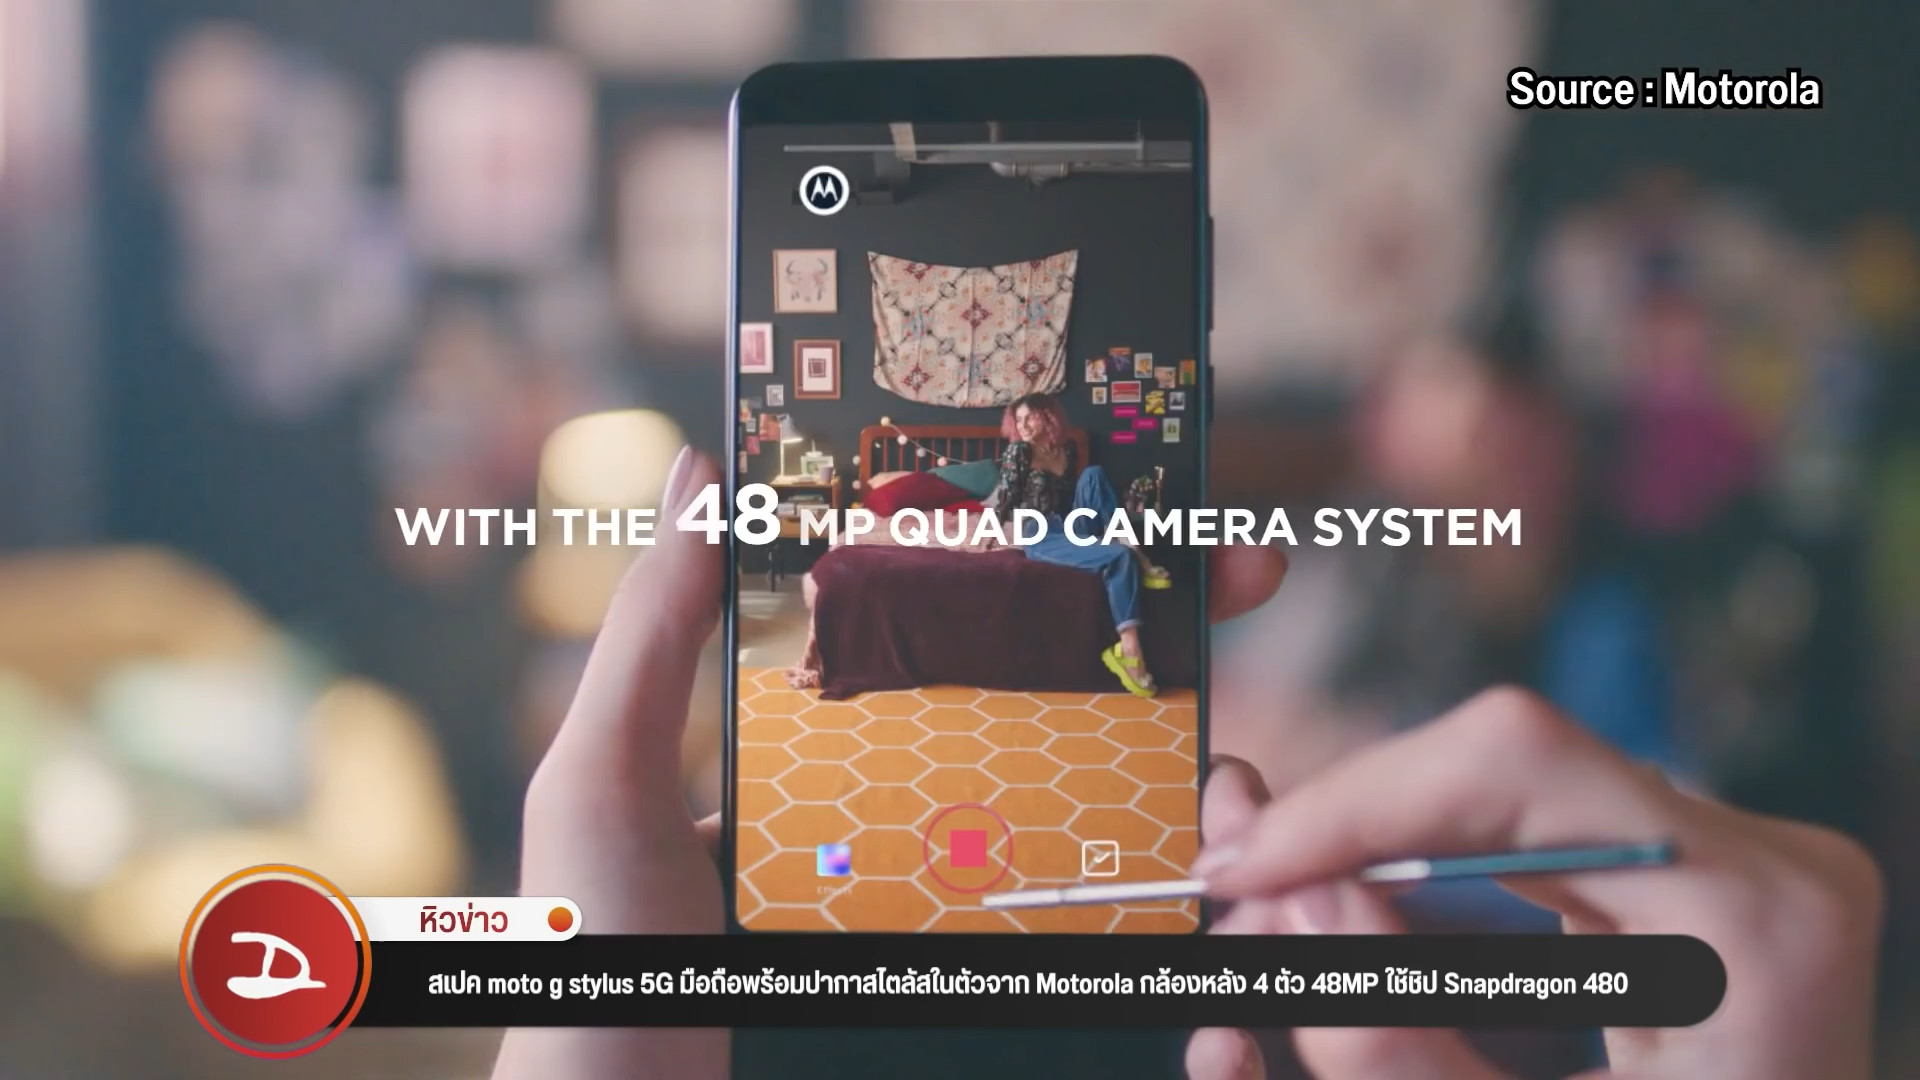 Source : Motorola
WITH THE 48 MP QUAD CAMERA SYSTEM
Effects
หิวข่าว
สเปค moto g stylus 5G มือถือพร้อมปากกาสไตลัสในตัวจาก Motorola กล้องหลัง 4 ตัว 48MP ใช้ชิป Snapdragon 480